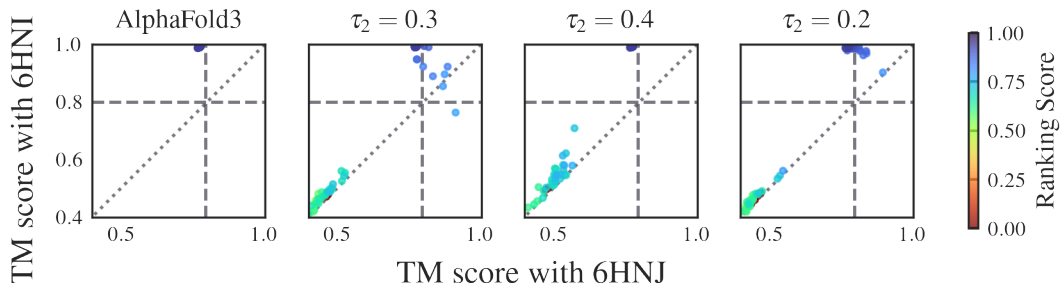 AlphaFold3
τ₂ = 0.3
τ₂ = 0.4
τ₂ = 0.2
TM score with 6HNI
1.0
0.8
0.6
0.4
0.5
1.0
0.5
1.0
0.5
1.0
0.5
1.0
TM score with 6HNJ
1.00
0.75
0.50
0.25
0.00
Ranking Score